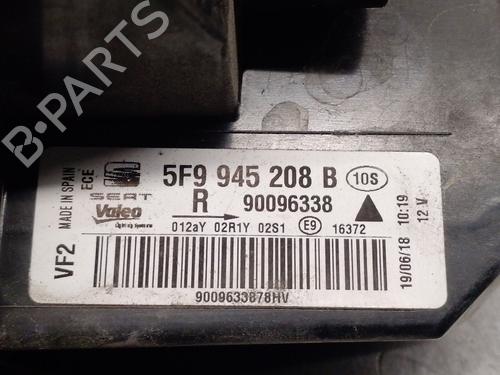 B-PARTS
VF2
MADE IN SPAIN
ECE
SEAT
Valeo
5F9 945 208 B
10S
R 90096338
012aY 02R1Y 02S1 E9 16372
9009633878HV
19/06/18 10:19
12 V